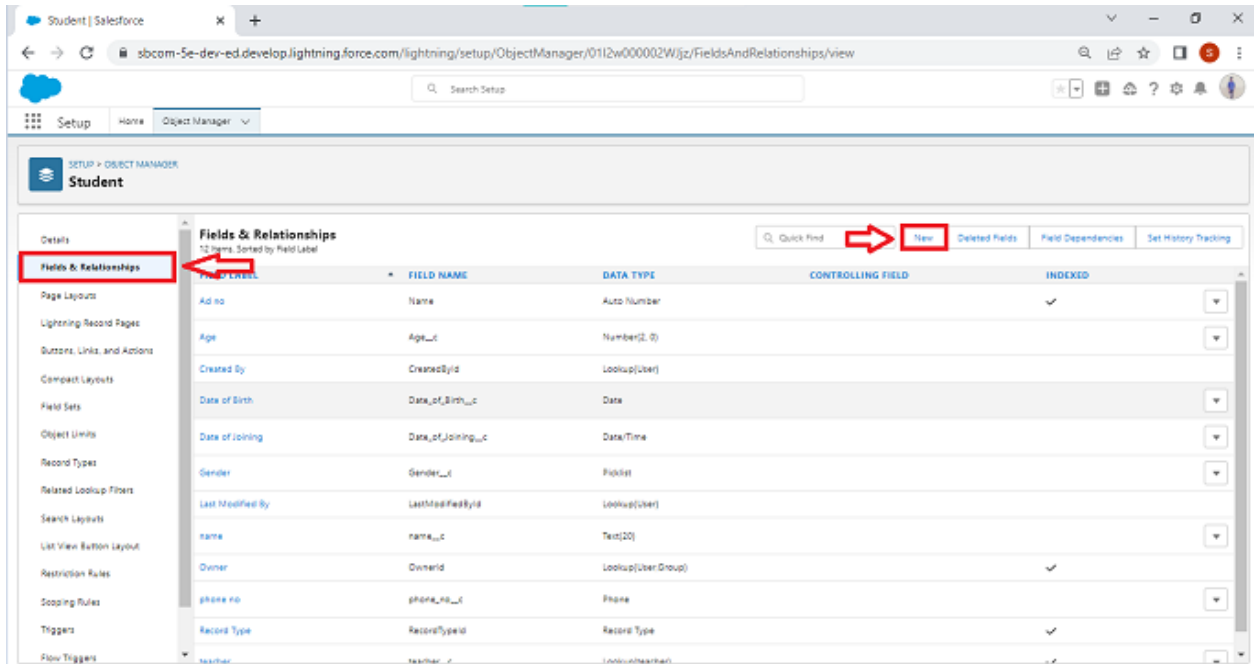 Student | Salesforce
sbcom-5e-dev-ed.develop.lightning.force.com/lightning/setup/ObjectManager/01I2w000002WJjz/FieldsAndRelationships/view
S
Search Setup
Setup Home Object Manager
SETUP > OBJECT MANAGER
Student
Details
Fields & Relationships
Page Layouts
Lightning Record Pages
Buttons, Links, and Actions
Compact Layouts
Field Sets
Object Limits
Record Types
Related Lookup Filters
Search Layouts
List View Button Layout
Restriction Rules
Scoping Rules
Triggers
Flow Triggers
Fields & Relationships
12 Items, Sorted by Field Label
Quick Find New Deleted Fields Field Dependencies Set History Tracking
FIELD LABEL FIELD NAME DATA TYPE CONTROLLING FIELD INDEXED
Ad no Name Auto Number
Age Age__c Number(2, 0)
Created By CreatedById Lookup(User)
Date of Birth Date_of_Birth__c Date
Date of Joining Date_of_Joining__c Date/Time
Gender Gender__c Picklist
Last Modified By LastModifiedById Lookup(User)
name name__c Text(20)
Owner OwnerId Lookup(User,Group)
phone no phone_no__c Phone
Record Type RecordTypeId Record Type
teacher teacher__c Lookup(teacher)